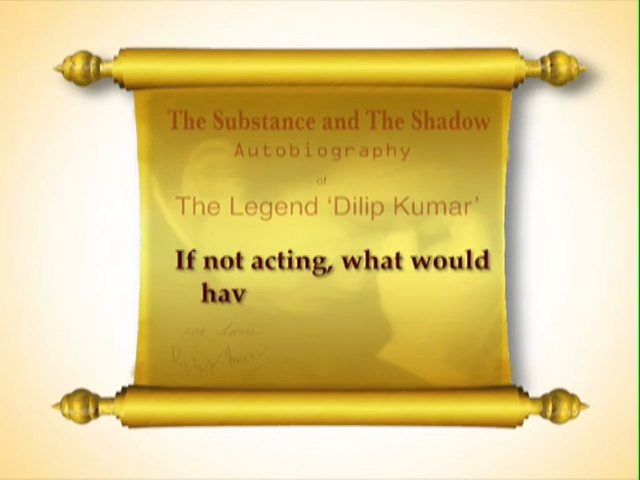 The Substance and The Shadow
Autobiography
of
The Legend ‘Dilip Kumar’
If not acting, what would
hav